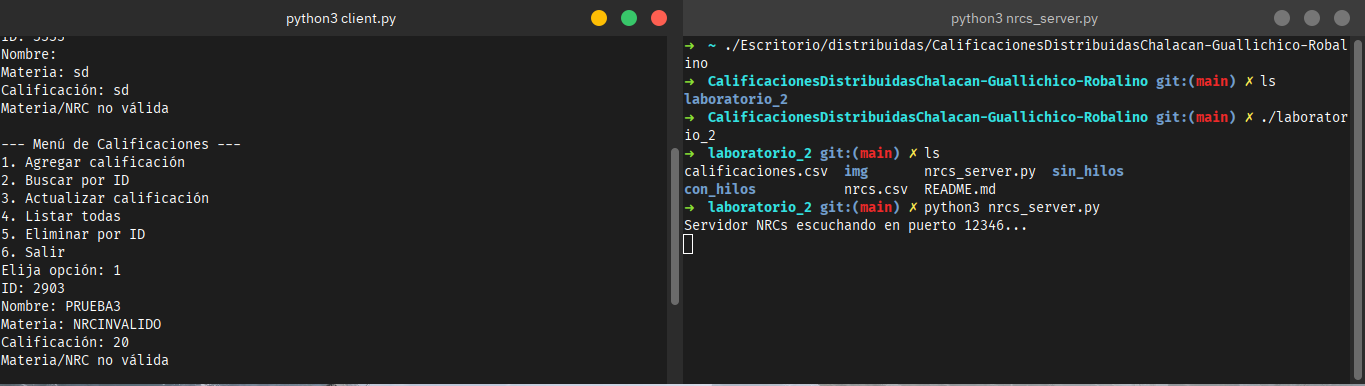 python3 client.py
ID: 5555
Nombre:
Materia: sd
Calificación: sd
Materia/NRC no válida
--- Menú de Calificaciones ---
1. Agregar calificación
2. Buscar por ID
3. Actualizar calificación
4. Listar todas
5. Eliminar por ID
6. Salir
Elija opción: 1
ID: 2903
Nombre: PRUEBA3
Materia: NRCINVALIDO
Calificación: 20
Materia/NRC no válida
python3 nrcs_server.py
➜ ~ ./Escritorio/distribuidas/CalificacionesDistribuidasChalacan-Guallichico-Robal
ino
➜ CalificacionesDistribuidasChalacan-Guallichico-Robalino git:(main) ✗ ls
laboratorio_2
➜ CalificacionesDistribuidasChalacan-Guallichico-Robalino git:(main) ✗ ./laborator
io_2
➜ laboratorio_2 git:(main) ✗ ls
calificaciones.csv img nrcs_server.py sin_hilos
con_hilos nrcs.csv README.md
➜ laboratorio_2 git:(main) ✗ python3 nrcs_server.py
Servidor NRCs escuchando en puerto 12346...